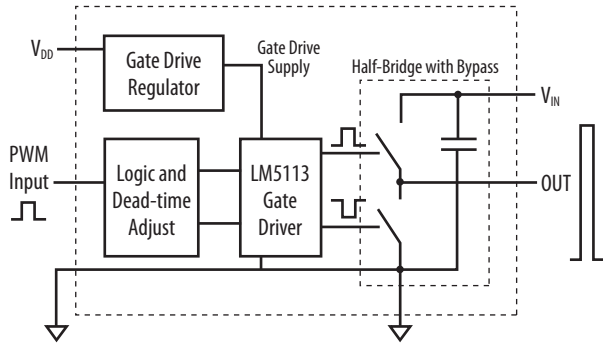 V_DD
Gate Drive
Regulator
Gate Drive
Supply
Half-Bridge with Bypass
V_IN
PWM
Input
Logic and
Dead-time
Adjust
LM5113
Gate
Driver
OUT